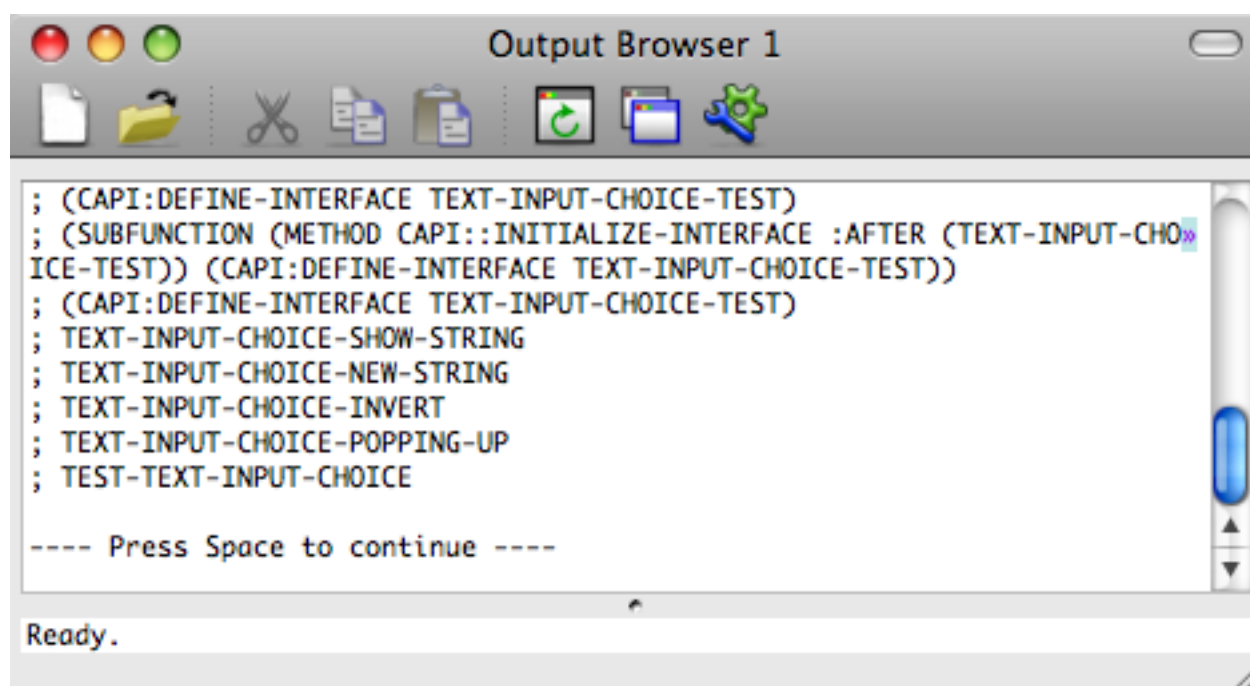 Output Browser 1
; (CAPI:DEFINE-INTERFACE TEXT-INPUT-CHOICE-TEST)
; (SUBFUNCTION (METHOD CAPI::INITIALIZE-INTERFACE :AFTER (TEXT-INPUT-CHO»
ICE-TEST)) (CAPI:DEFINE-INTERFACE TEXT-INPUT-CHOICE-TEST))
; (CAPI:DEFINE-INTERFACE TEXT-INPUT-CHOICE-TEST)
; TEXT-INPUT-CHOICE-SHOW-STRING
; TEXT-INPUT-CHOICE-NEW-STRING
; TEXT-INPUT-CHOICE-INVERT
; TEXT-INPUT-CHOICE-POPPING-UP
; TEST-TEXT-INPUT-CHOICE
---- Press Space to continue ----
Ready.